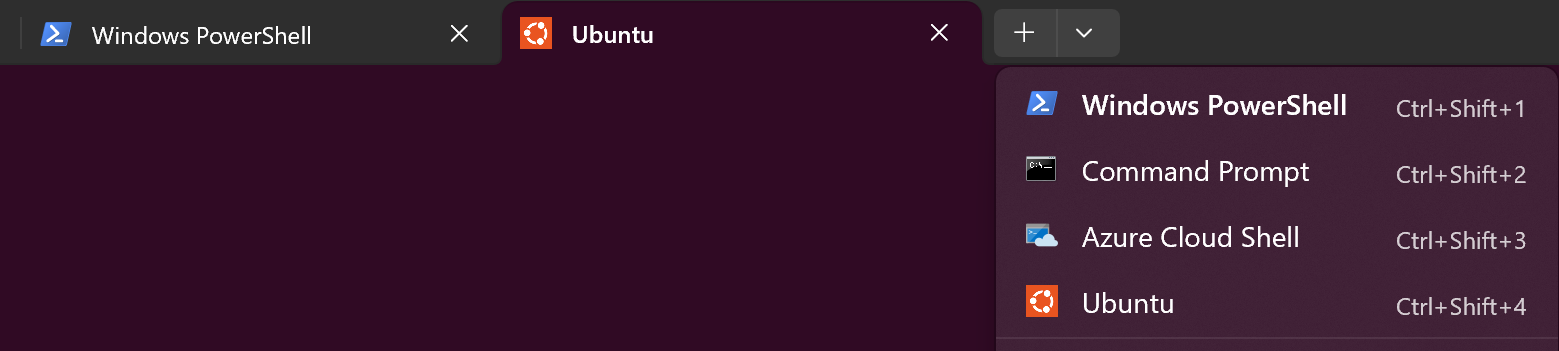 Windows PowerShell
Ubuntu
Windows PowerShell Ctrl+Shift+1
Command Prompt Ctrl+Shift+2
Azure Cloud Shell Ctrl+Shift+3
Ubuntu Ctrl+Shift+4